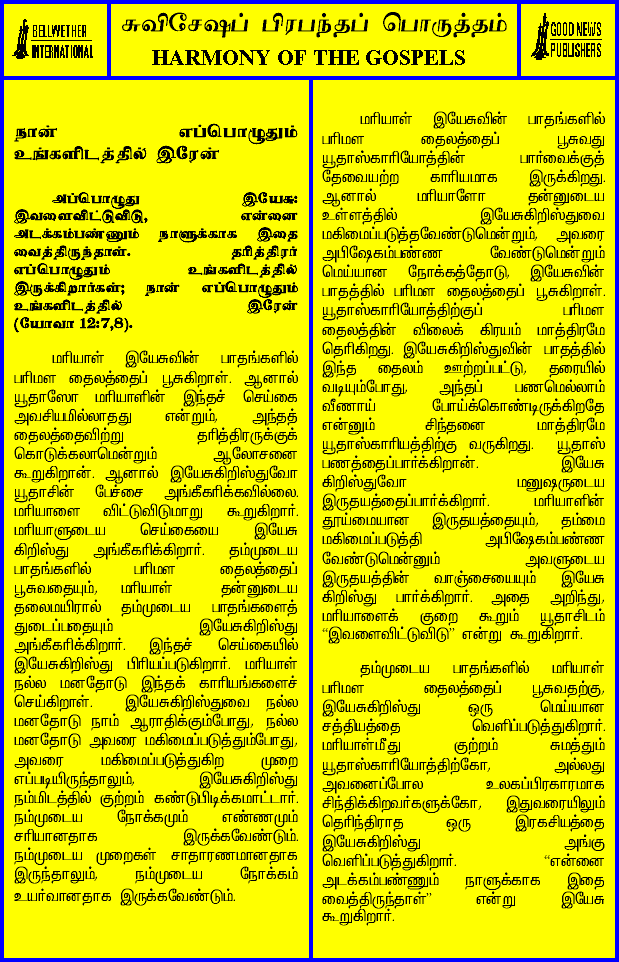 BELLWETHER
INTERNATIONAL
சுவிசேஷப் பிரபந்தப் பொருத்தம்
HARMONY OF THE GOSPELS
GOOD NEWS
PUBLISHERS
நான் எப்பொழுதும்
உங்களிடத்தில் இரேன்
அப்பொழுது இயேசு:
இவளைவிட்டுவிடு, என்னை
அடக்கம்பண்ணும் நாளுக்காக இதை
வைத்திருந்தாள். தரித்திரர்
எப்பொழுதும் உங்களிடத்தில்
இருக்கிறார்கள்; நான் எப்பொழுதும்
உங்களிடத்தில் இரேன்
(யோவா 12:7,8).
மரியாள் இயேசுவின் பாதங்களில்
பரிமள தைலத்தைப் பூசுகிறாள். ஆனால்
யூதாஸோ மரியாளின் இந்தச் செய்கை
அவசியமில்லாதது என்றும், அந்தத்
தைலத்தைவிற்று தரித்திரருக்குக்
கொடுக்கலாமென்றும் ஆலோசனை
கூறுகிறான். ஆனால் இயேசுகிறிஸ்துவோ
யூதாசின் பேச்சை அங்கீகரிக்கவில்லை.
மரியாளை விட்டுவிடுமாறு கூறுகிறார்.
மரியாளுடைய செய்கையை இயேசு
கிறிஸ்து அங்கீகரிக்கிறார். தம்முடைய
பாதங்களில் பரிமள தைலத்தைப்
பூசுவதையும், மரியாள் தன்னுடைய
தலைமயிரால் தம்முடைய பாதங்களைத்
துடைப்பதையும் இயேசுகிறிஸ்து
அங்கீகரிக்கிறார். இந்தச் செய்கையில்
இயேசுகிறிஸ்து பிரியப்படுகிறார். மரியாள்
நல்ல மனதோடு இந்தக் காரியங்களைச்
செய்கிறாள். இயேசுகிறிஸ்துவை நல்ல
மனதோடு நாம் ஆராதிக்கும்போது, நல்ல
மனதோடு அவரை மகிமைப்படுத்தும்போது,
அவரை மகிமைப்படுத்துகிற முறை
எப்படியிருந்தாலும், இயேசுகிறிஸ்து
நம்மிடத்தில் குற்றம் கண்டுபிடிக்கமாட்டார்.
நம்முடைய நோக்கமும் எண்ணமும்
சரியானதாக இருக்கவேண்டும்.
நம்முடைய முறைகள் சாதாரணமானதாக
இருந்தாலும், நம்முடைய நோக்கம்
உயர்வானதாக இருக்கவேண்டும்.
மரியாள் இயேசுவின் பாதங்களில்
பரிமள தைலத்தைப் பூசுவது
யூதாஸ்காரியோத்தின் பார்வைக்குத்
தேவையற்ற காரியமாக இருக்கிறது.
ஆனால் மரியாளோ தன்னுடைய
உள்ளத்தில் இயேசுகிறிஸ்துவை
மகிமைப்படுத்தவேண்டுமென்றும், அவரை
அபிஷேகம்பண்ண வேண்டுமென்றும்
மெய்யான நோக்கத்தோடு, இயேசுவின்
பாதத்தில் பரிமள தைலத்தைப் பூசுகிறாள்.
யூதாஸ்காரியோத்திற்குப் பரிமள
தைலத்தின் விலைக் கிரயம் மாத்திரமே
தெரிகிறது. இயேசுகிறிஸ்துவின் பாதத்தில்
இந்த தைலம் ஊற்றப்பட்டு, தரையில்
வடியும்போது, அந்தப் பணமெல்லாம்
வீணாய் போய்க்கொண்டிருக்கிறதே
என்னும் சிந்தனை மாத்திரமே
யூதாஸ்காரியத்திற்கு வருகிறது. யூதாஸ்
பணத்தைப்பார்க்கிறான். இயேசு
கிறிஸ்துவோ மனுஷருடைய
இருதயத்தைப்பார்க்கிறார். மரியாளின்
தூய்மையான இருதயத்தையும், தம்மை
மகிமைப்படுத்தி அபிஷேகம்பண்ண
வேண்டுமென்னும் அவளுடைய
இருதயத்தின் வாஞ்சையையும் இயேசு
கிறிஸ்து பார்க்கிறார். அதை அறிந்து,
மரியாளைக் குறை கூறும் யூதாசிடம்
“இவளைவிட்டுவிடு” என்று கூறுகிறார்.
தம்முடைய பாதங்களில் மரியாள்
பரிமள தைலத்தைப் பூசுவதற்கு,
இயேசுகிறிஸ்து ஒரு மெய்யான
சத்தியத்தை வெளிப்படுத்துகிறார்.
மரியாள்மீது குற்றம் சுமத்தும்
யூதாஸ்காரியோத்திற்கோ, அல்லது
அவனைப்போல உலகப்பிரகாரமாக
சிந்திக்கிறவர்களுக்கோ, இதுவரையிலும்
தெரிந்திராத ஒரு இரகசியத்தை
இயேசுகிறிஸ்து அங்கு
வெளிப்படுத்துகிறார். “என்னை
அடக்கம்பண்ணும் நாளுக்காக இதை
வைத்திருந்தாள்” என்று இயேசு
கூறுகிறார்.